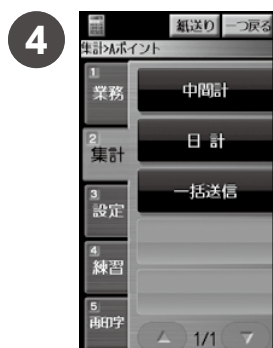 4
紙送り 一つ戻る
集計>Aポイント
1
業務
中間計
2
集計
日 計
3
設定
一括送信
4
練習
5
再印字
1/1